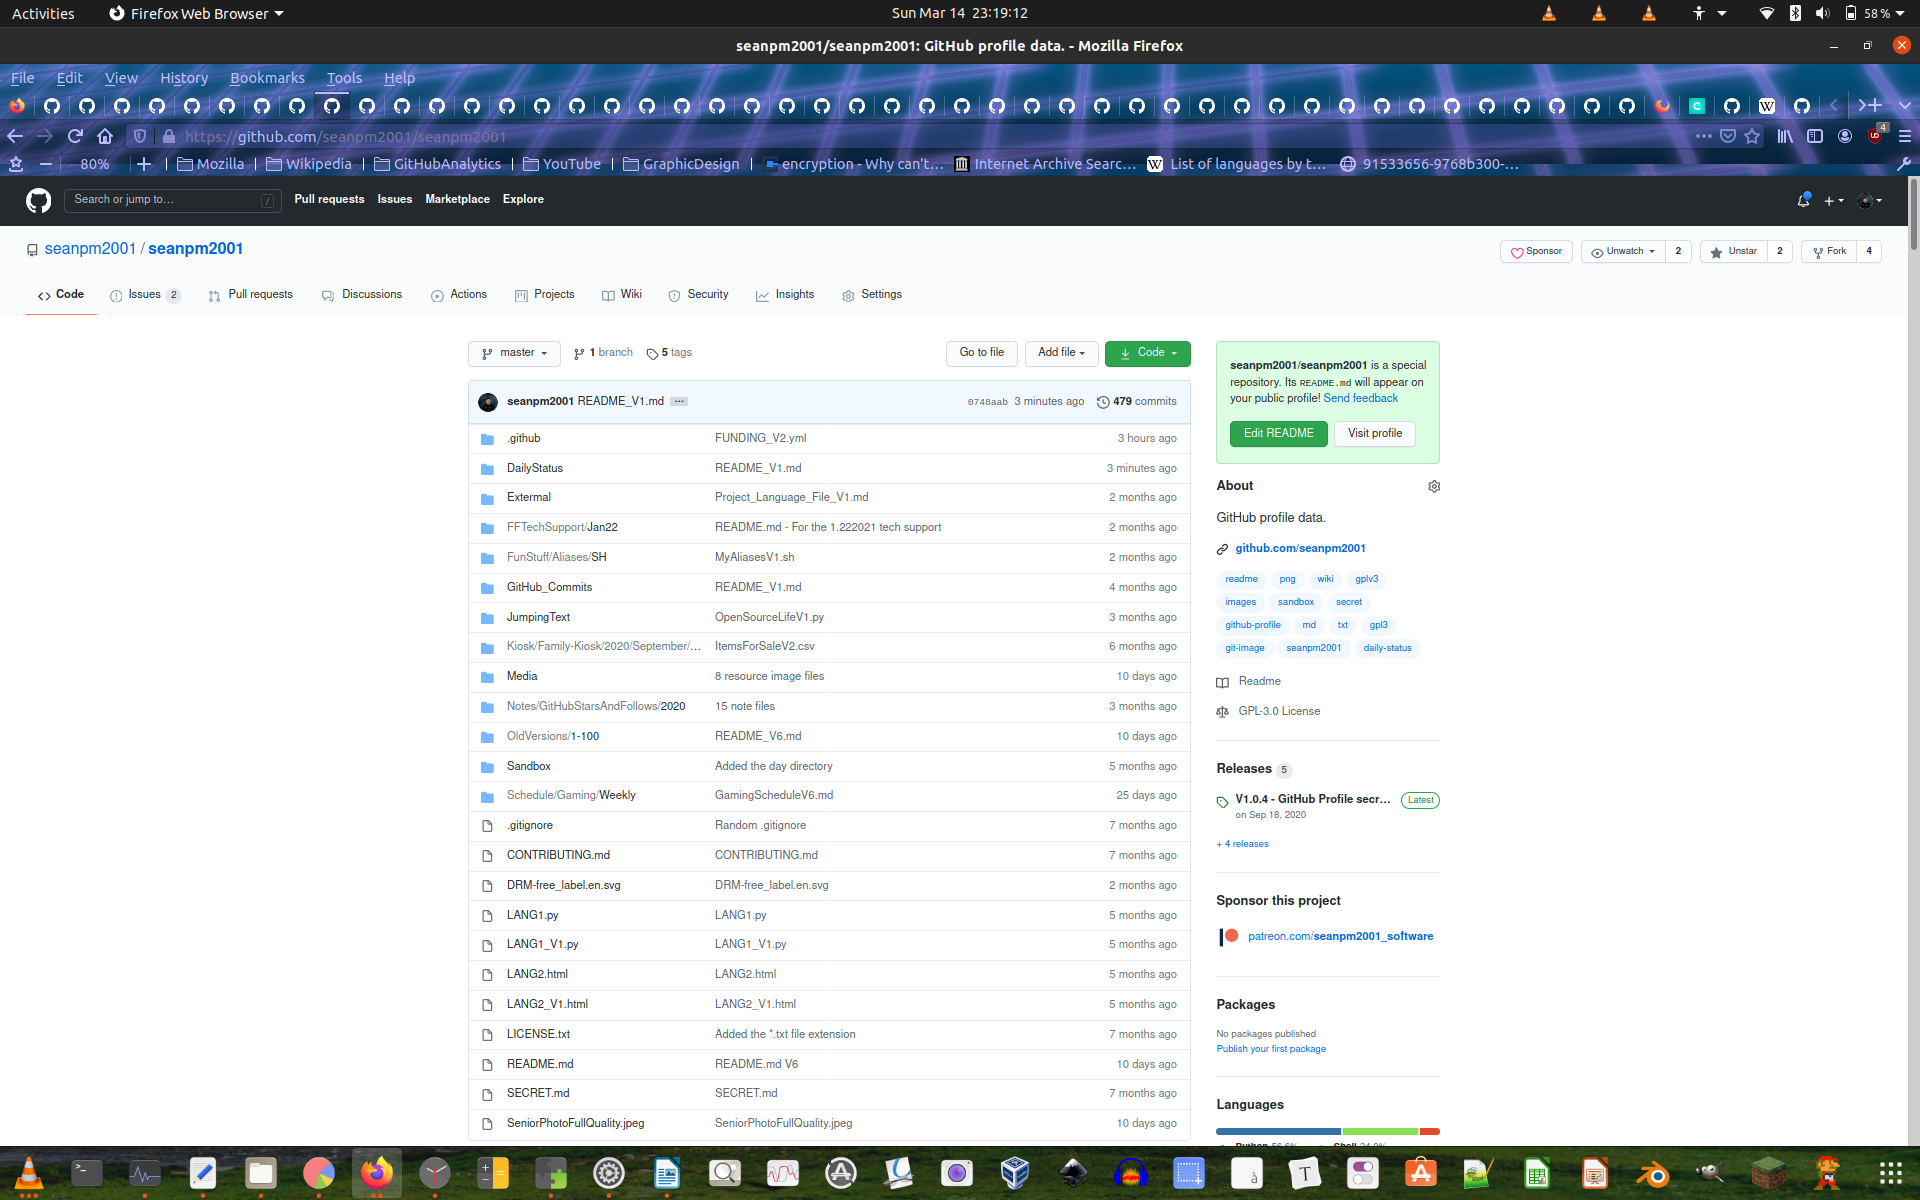 Activities Firefox Web Browser Sun Mar 14 23:19:12 58 %
seanpm2001/seanpm2001: GitHub profile data. - Mozilla Firefox
File Edit View History Bookmarks Tools Help
https://github.com/seanpm2001/seanpm2001 4
80% Mozilla Wikipedia GitHubAnalytics YouTube GraphicDesign encryption - Why can't… Internet Archive Searc… List of languages by t… 91533656-9768b300-…
Search or jump to… / Pull requests Issues Marketplace Explore
seanpm2001 / seanpm2001 Sponsor Unwatch 2 Unstar 2 Fork 4
Code Issues 2 Pull requests Discussions Actions Projects Wiki Security Insights Settings
master 1 branch 5 tags Go to file Add file Code
seanpm2001 README_V1.md 0748aab 3 minutes ago 479 commits
.github FUNDING_V2.yml 3 hours ago
DailyStatus README_V1.md 3 minutes ago
Extermal Project_Language_File_V1.md 2 months ago
FFTechSupport/Jan22 README.md - For the 1.222021 tech support 2 months ago
FunStuff/Aliases/SH MyAliasesV1.sh 2 months ago
GitHub_Commits README_V1.md 4 months ago
JumpingText OpenSourceLifeV1.py 3 months ago
Kiosk/Family-Kiosk/2020/September/… ItemsForSaleV2.csv 6 months ago
Media 8 resource image files 10 days ago
Notes/GitHubStarsAndFollows/2020 15 note files 3 months ago
OldVersions/1-100 README_V6.md 10 days ago
Sandbox Added the day directory 5 months ago
Schedule/Gaming/Weekly GamingScheduleV6.md 25 days ago
.gitignore Random .gitignore 7 months ago
CONTRIBUTING.md CONTRIBUTING.md 7 months ago
DRM-free_label.en.svg DRM-free_label.en.svg 2 months ago
LANG1.py LANG1.py 5 months ago
LANG1_V1.py LANG1_V1.py 5 months ago
LANG2.html LANG2.html 5 months ago
LANG2_V1.html LANG2_V1.html 5 months ago
LICENSE.txt Added the *.txt file extension 7 months ago
README.md README.md V6 10 days ago
SECRET.md SECRET.md 7 months ago
SeniorPhotoFullQuality.jpeg SeniorPhotoFullQuality.jpeg 10 days ago
seanpm2001/seanpm2001 is a special
repository. Its README.md will appear on
your public profile! Send feedback
Edit README Visit profile
About
GitHub profile data.
github.com/seanpm2001
readme png wiki gplv3
images sandbox secret
github-profile md txt gpl3
git-image seanpm2001 daily-status
Readme
GPL-3.0 License
Releases 5
V1.0.4 - GitHub Profile secr… Latest
on Sep 18, 2020
+ 4 releases
Sponsor this project
patreon.com/seanpm2001_software
Packages
No packages published
Publish your first package
Languages